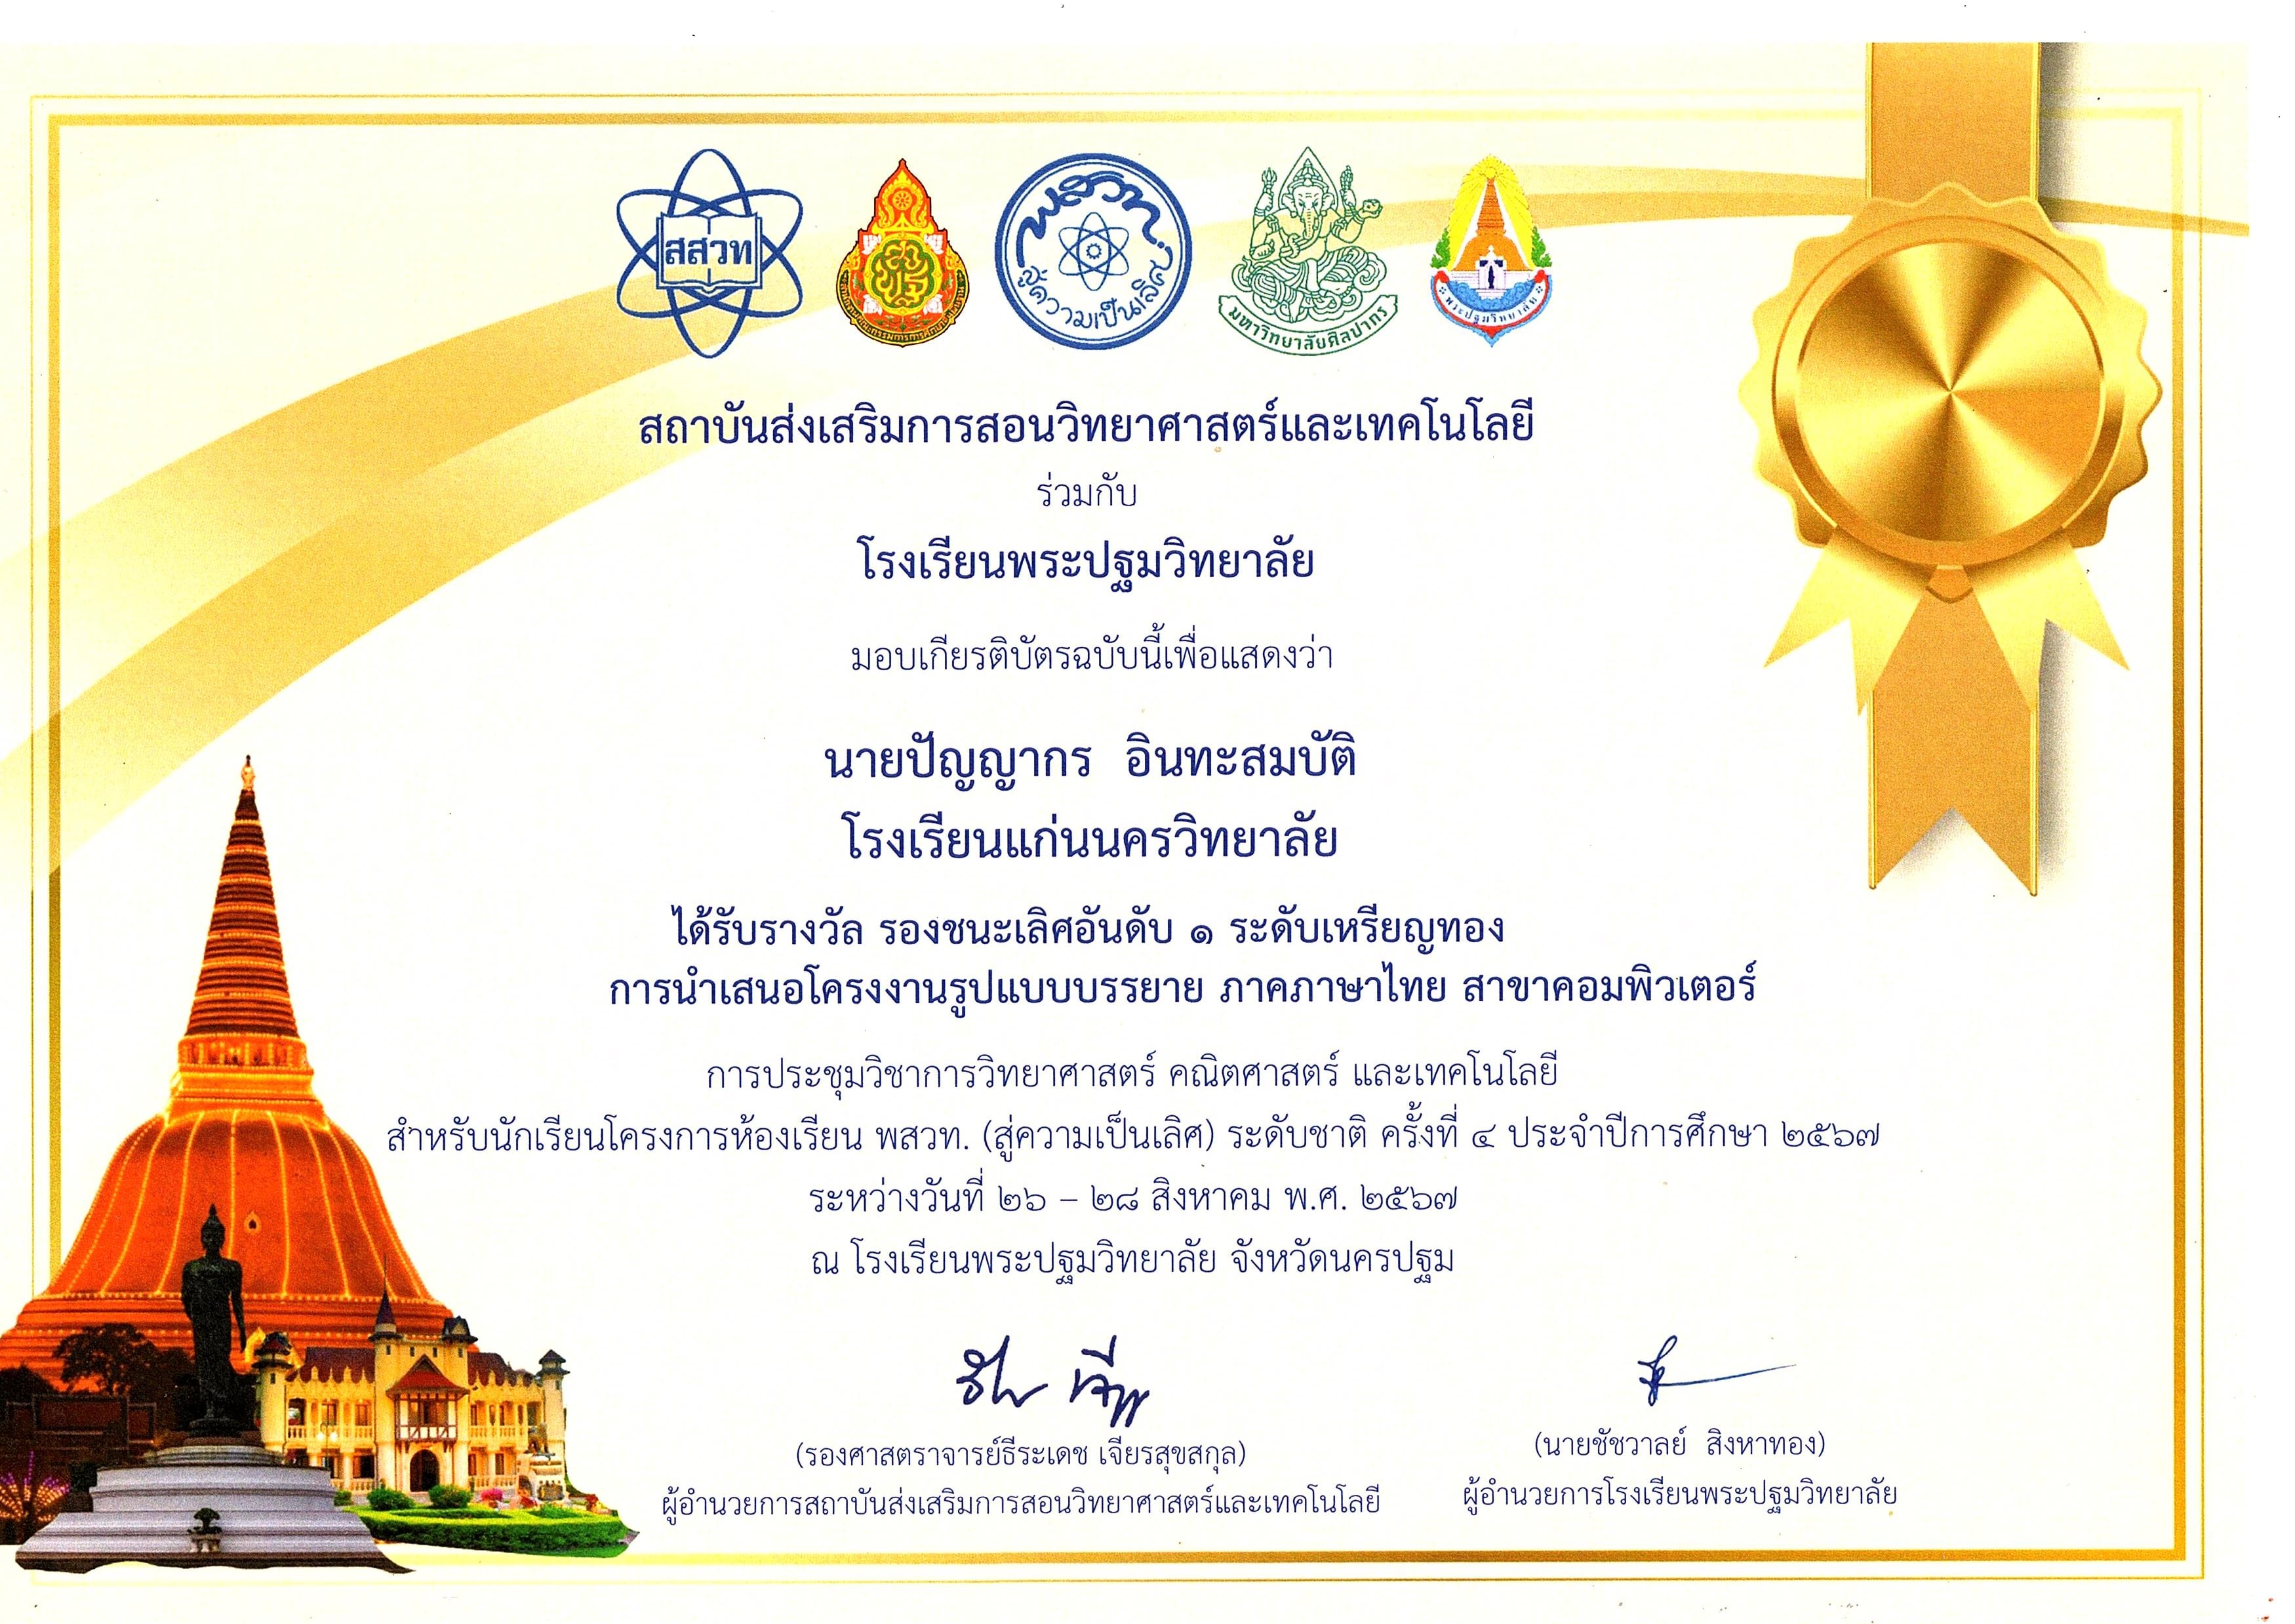 สสวท
พสวท.
สู่ความเป็นเลิศ
มหาวิทยาลัยศิลปากร
พระปฐมวิทยาลัย
สถาบันส่งเสริมการสอนวิทยาศาสตร์และเทคโนโลยี
ร่วมกับ
โรงเรียนพระปฐมวิทยาลัย
มอบเกียรติบัตรฉบับนี้เพื่อแสดงว่า
นายปัญญากร อินทะสมบัติ
โรงเรียนแก่นนครวิทยาลัย
ได้รับรางวัล รองชนะเลิศอันดับ ๑ ระดับเหรียญทอง
การนำเสนอโครงงานรูปแบบบรรยาย ภาคภาษาไทย สาขาคอมพิวเตอร์
การประชุมวิชาการวิทยาศาสตร์ คณิตศาสตร์ และเทคโนโลยี
สำหรับนักเรียนโครงการห้องเรียน พสวท. (สู่ความเป็นเลิศ) ระดับชาติ ครั้งที่ ๔ ประจำปีการศึกษา ๒๕๖๗
ระหว่างวันที่ ๒๖ – ๒๘ สิงหาคม พ.ศ. ๒๕๖๗
ณ โรงเรียนพระปฐมวิทยาลัย จังหวัดนครปฐม
(รองศาสตราจารย์ธีระเดช เจียรสุขสกุล)
ผู้อำนวยการสถาบันส่งเสริมการสอนวิทยาศาสตร์และเทคโนโลยี
(นายชัชวาลย์ สิงหาทอง)
ผู้อำนวยการโรงเรียนพระปฐมวิทยาลัย